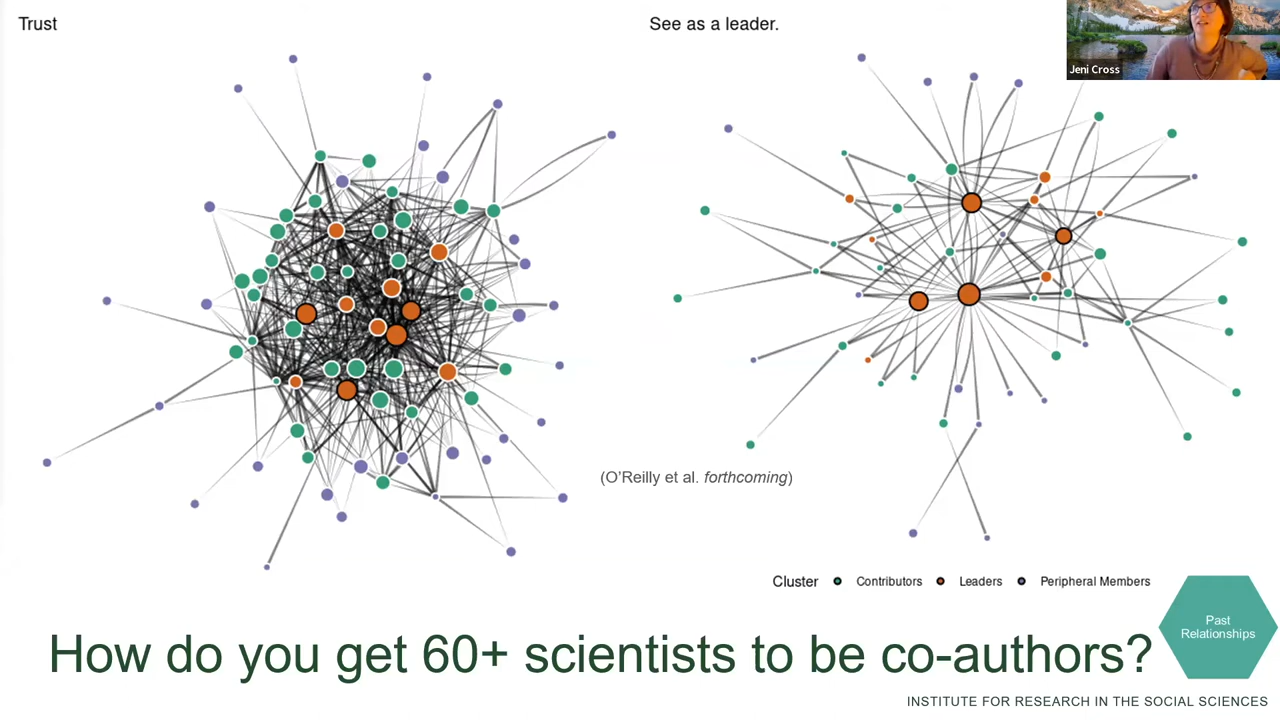 Trust
See as a leader.
Jeni Cross
(O'Reilly et al. forthcoming)
Cluster Contributors Leaders Peripheral Members
Past
Relationships
How do you get 60+ scientists to be co-authors?
INSTITUTE FOR RESEARCH IN THE SOCIAL SCIENCES